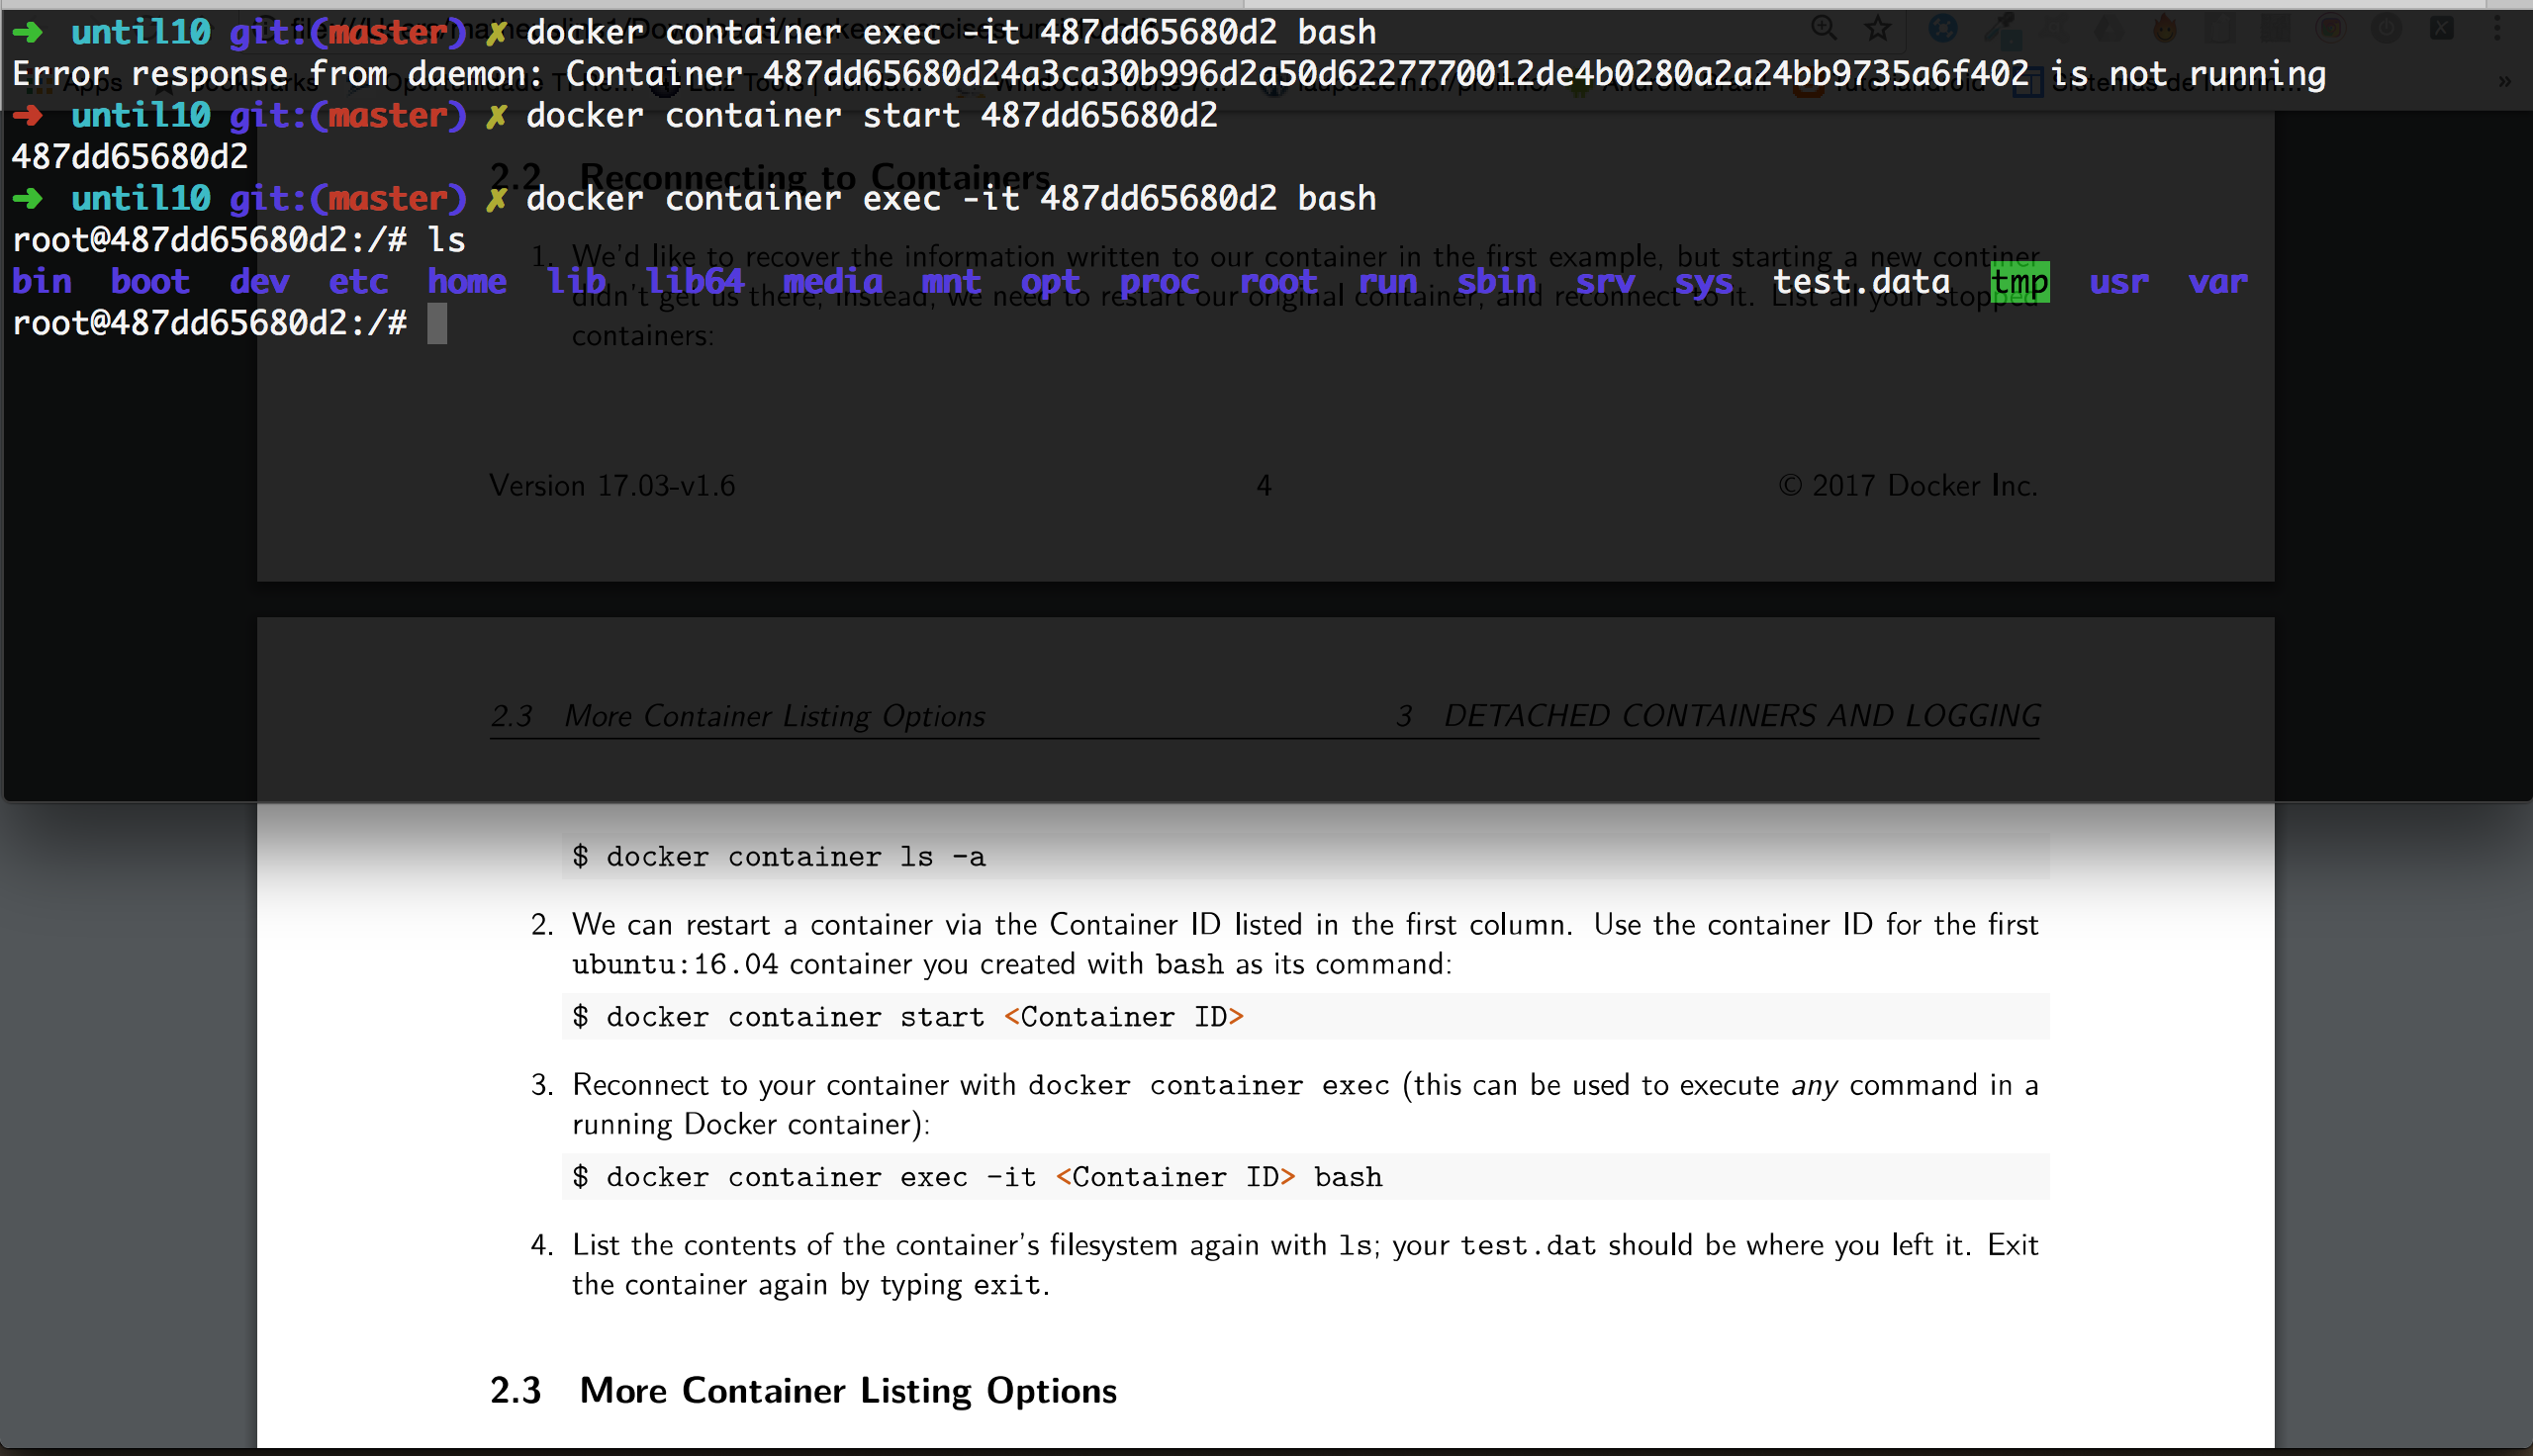 ➜ until10 git:(master) ✗ docker container exec -it 487dd65680d2 bash
Error response from daemon: Container 487dd65680d24a3ca30b996d2a50d6227770012de4b0280a2a24bb9735a6f402 is not running
➜ until10 git:(master) ✗ docker container start 487dd65680d2
487dd65680d2
➜ until10 git:(master) ✗ docker container exec -it 487dd65680d2 bash
root@487dd65680d2:/# ls
bin boot dev etc home lib lib64 media mnt opt proc root run sbin srv sys test.data tmp usr var
root@487dd65680d2:/#
2.2 Reconnecting to Containers
1. We'd like to recover the information written to our container in the first example, but starting a new continer
didn't get us there; instead, we need to restart our original container, and reconnect to it. List all your stopped
containers:
Version 17.03-v1.6 4 © 2017 Docker Inc.
2.3 More Container Listing Options 3 DETACHED CONTAINERS AND LOGGING
$ docker container ls -a
2. We can restart a container via the Container ID listed in the first column. Use the container ID for the first
ubuntu:16.04 container you created with bash as its command:
$ docker container start <Container ID>
3. Reconnect to your container with docker container exec (this can be used to execute any command in a
running Docker container):
$ docker container exec -it <Container ID> bash
4. List the contents of the container's filesystem again with ls; your test.dat should be where you left it. Exit
the container again by typing exit.
2.3 More Container Listing Options